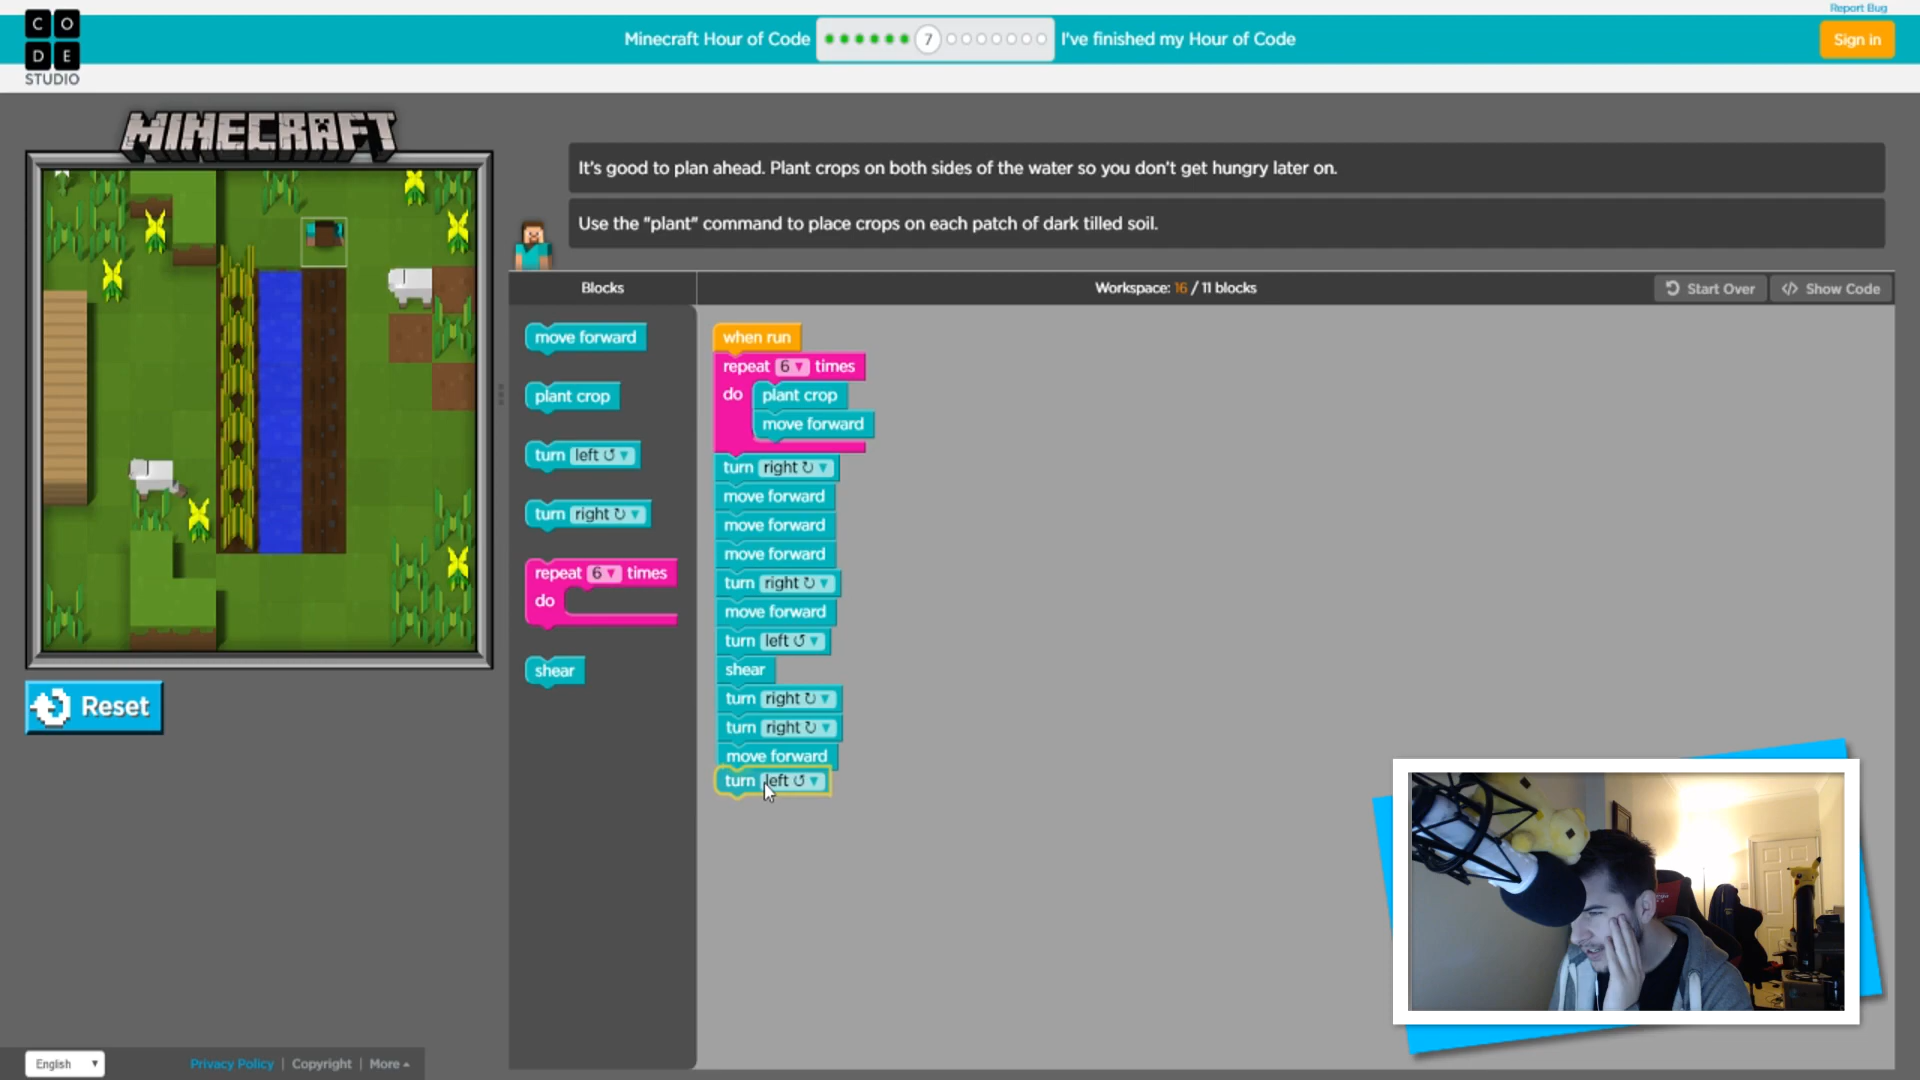 Report Bug
C O
D E
STUDIO
Minecraft Hour of Code
7
I've finished my Hour of Code
Sign in
MINECRAFT
It's good to plan ahead. Plant crops on both sides of the water so you don't get hungry later on.
Use the "plant" command to place crops on each patch of dark tilled soil.
Blocks
Workspace: 16 / 11 blocks
Start Over
</> Show Code
move forward
plant crop
turn left ↺ ▼
turn right ↻ ▼
repeat 6 ▼ times
do
shear
when run
repeat 6 ▼ times
do plant crop
move forward
turn right ↻ ▼
move forward
move forward
move forward
turn right ↻ ▼
move forward
turn left ↺ ▼
shear
turn right ↻ ▼
turn right ↻ ▼
move forward
turn left ↺ ▼
Reset
English ▼
Privacy Policy | Copyright | More ▴